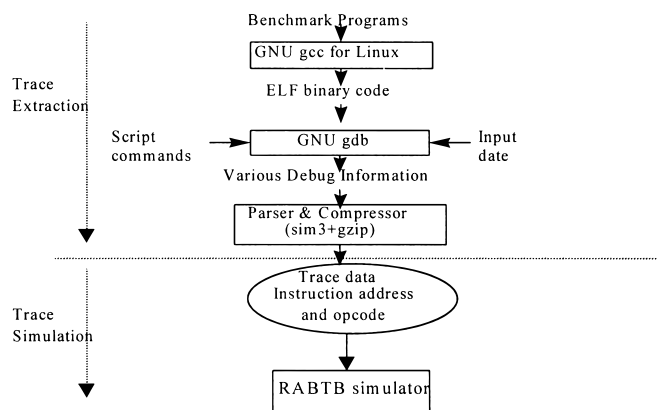 Benchmark Programs
GNU gcc for Linux
Trace
Extraction
ELF binary code
Script
commands
GNU gdb
Input
date
Various Debug Information
Parser & Compressor
(sim3+gzip)
Trace data
Instruction address
and opcode
Trace
Simulation
RABTB simulator